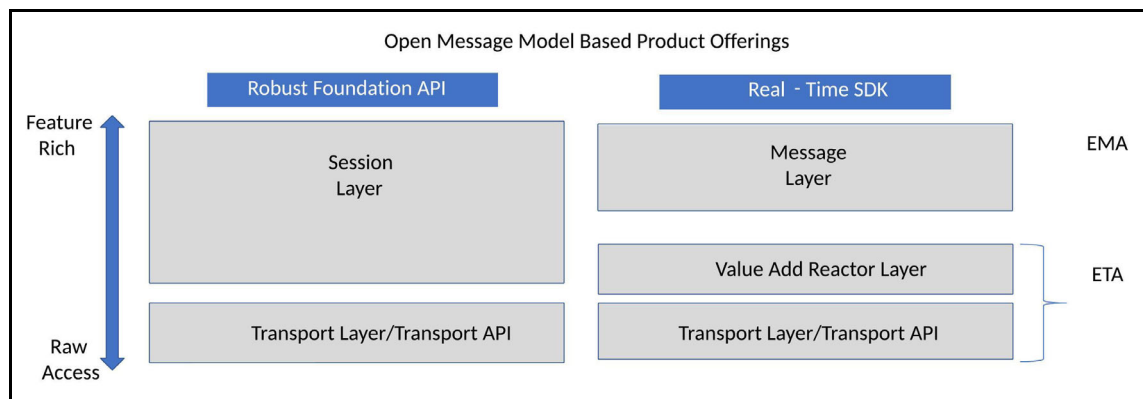 Open Message Model Based Product Offerings
Robust Foundation API
Real - Time SDK
Feature
Rich
Session
Layer
Message
Layer
EMA
Value Add Reactor Layer
ETA
Transport Layer/Transport API
Transport Layer/Transport API
Raw
Access